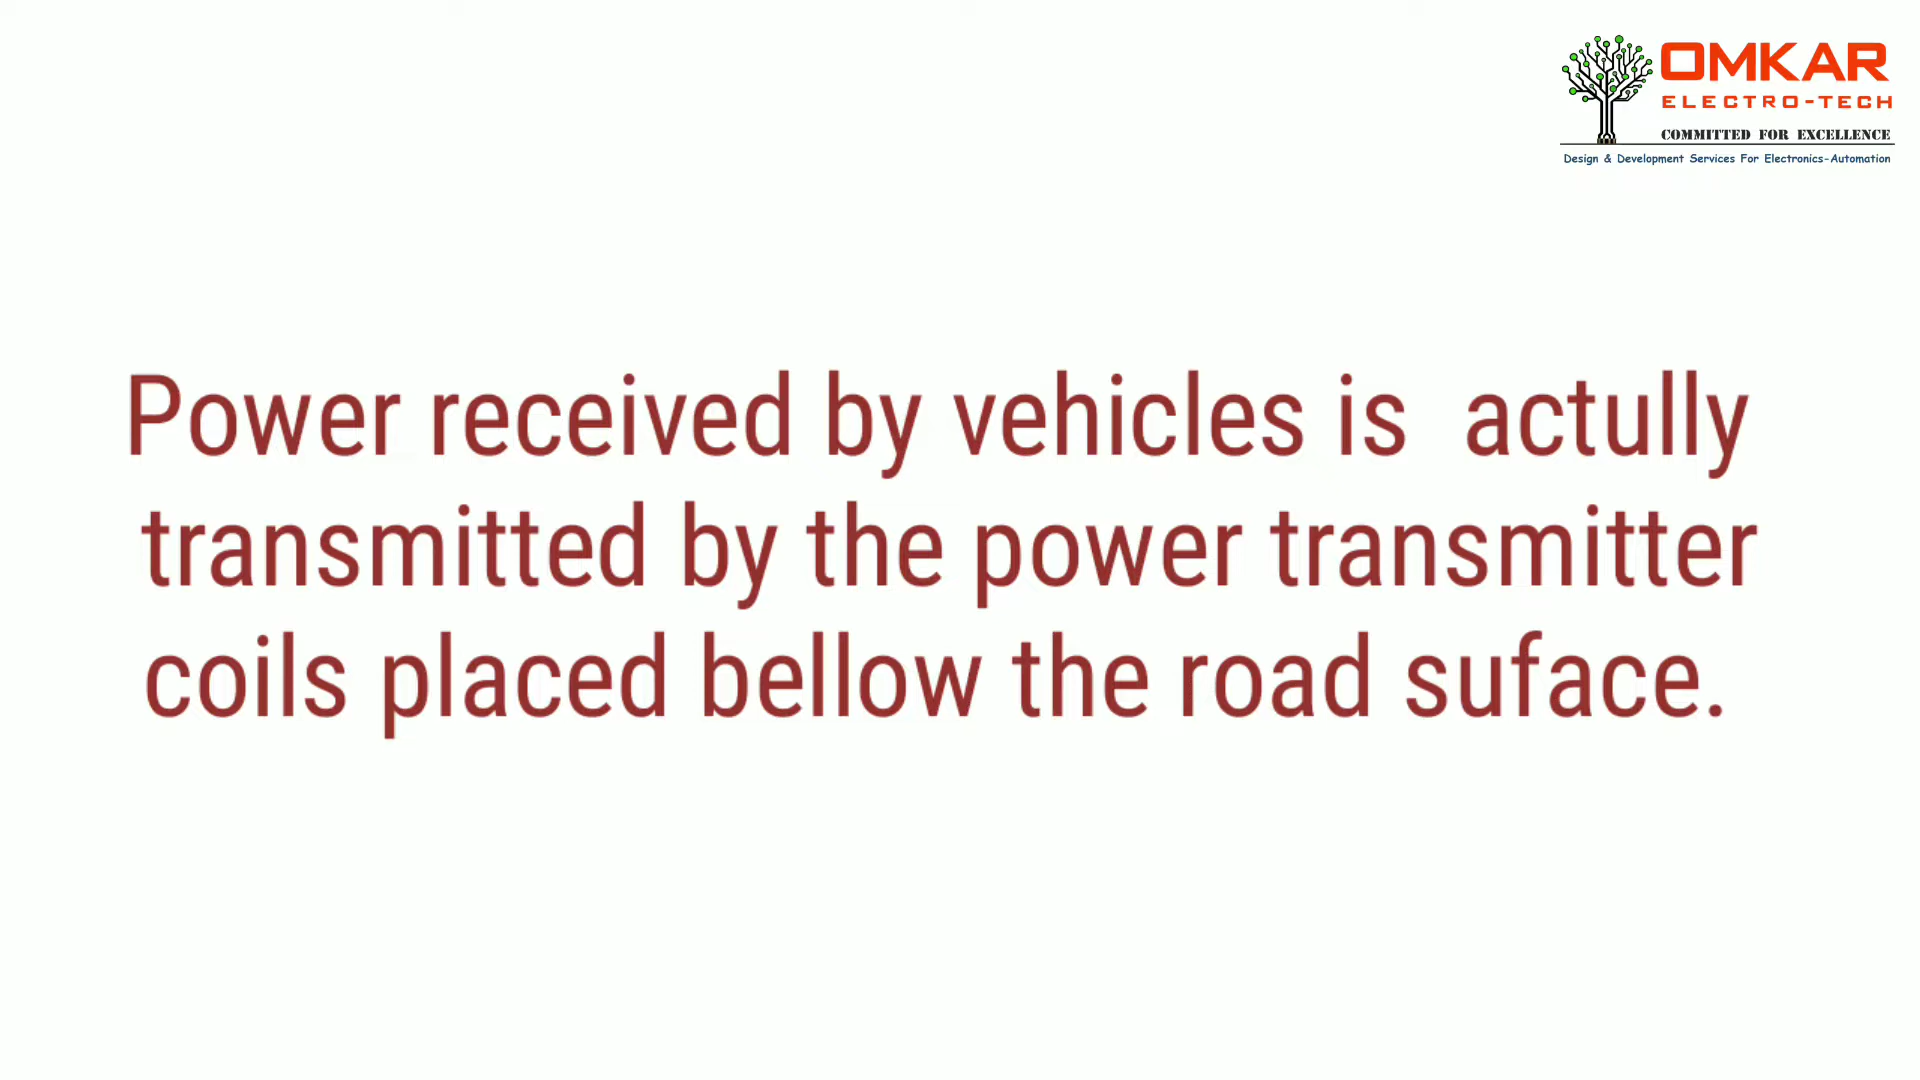 OMKAR
ELECTRO-TECH
COMMITTED FOR EXCELLENCE
Design & Development Services For Electronics-Automation
Power received by vehicles is  actully
transmitted by the power transmitter
coils placed bellow the road suface.